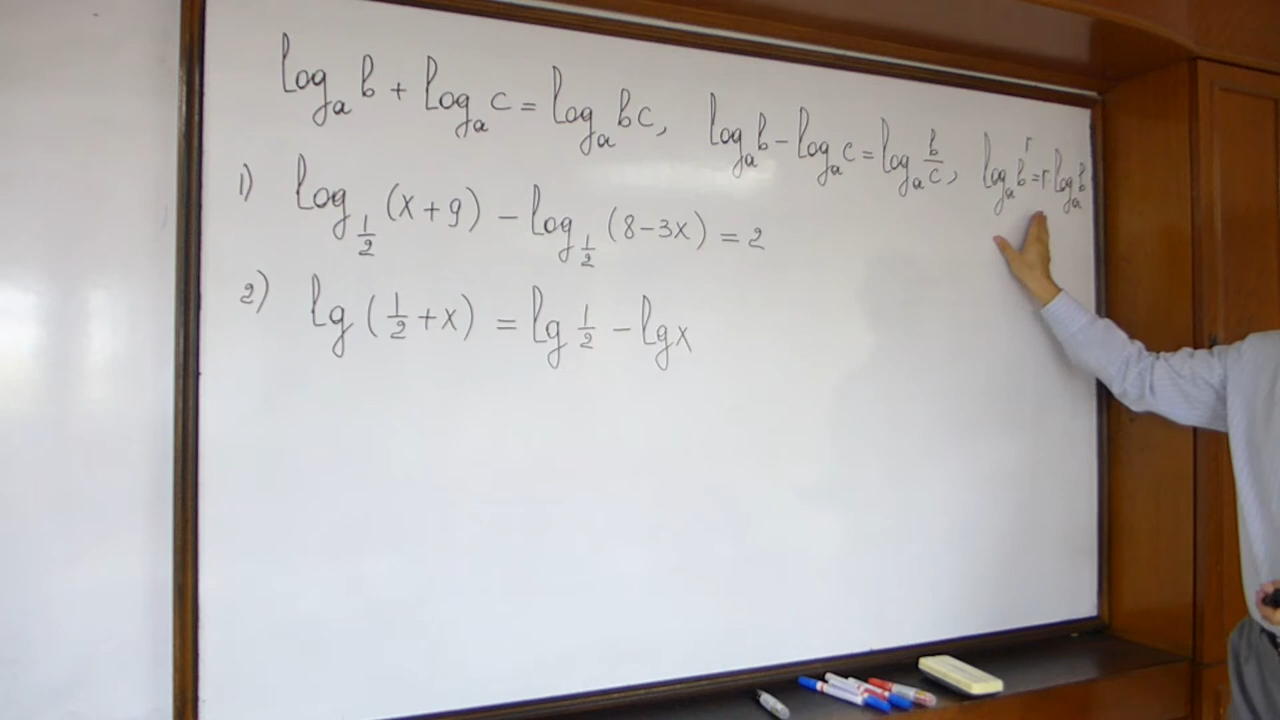 log_a b + log_a c = log_a bc, log_a b - log_a c = log_a b/c, log_a b^r = r log_a b
1) log_{1/2} (x+9) - log_{1/2} (8-3x) = 2
2) lg (1/2 + x) = lg 1/2 - lg x